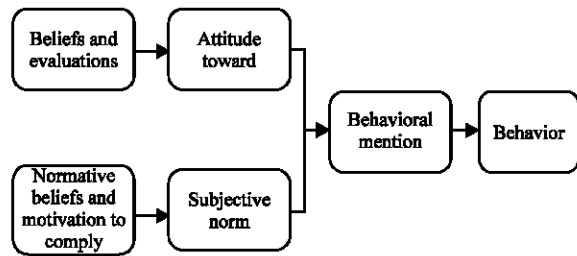 Beliefs and
evaluations
Attitude
toward
Behavioral
mention
Behavior
Normative
beliefs and
motivation to
comply
Subjective
norm